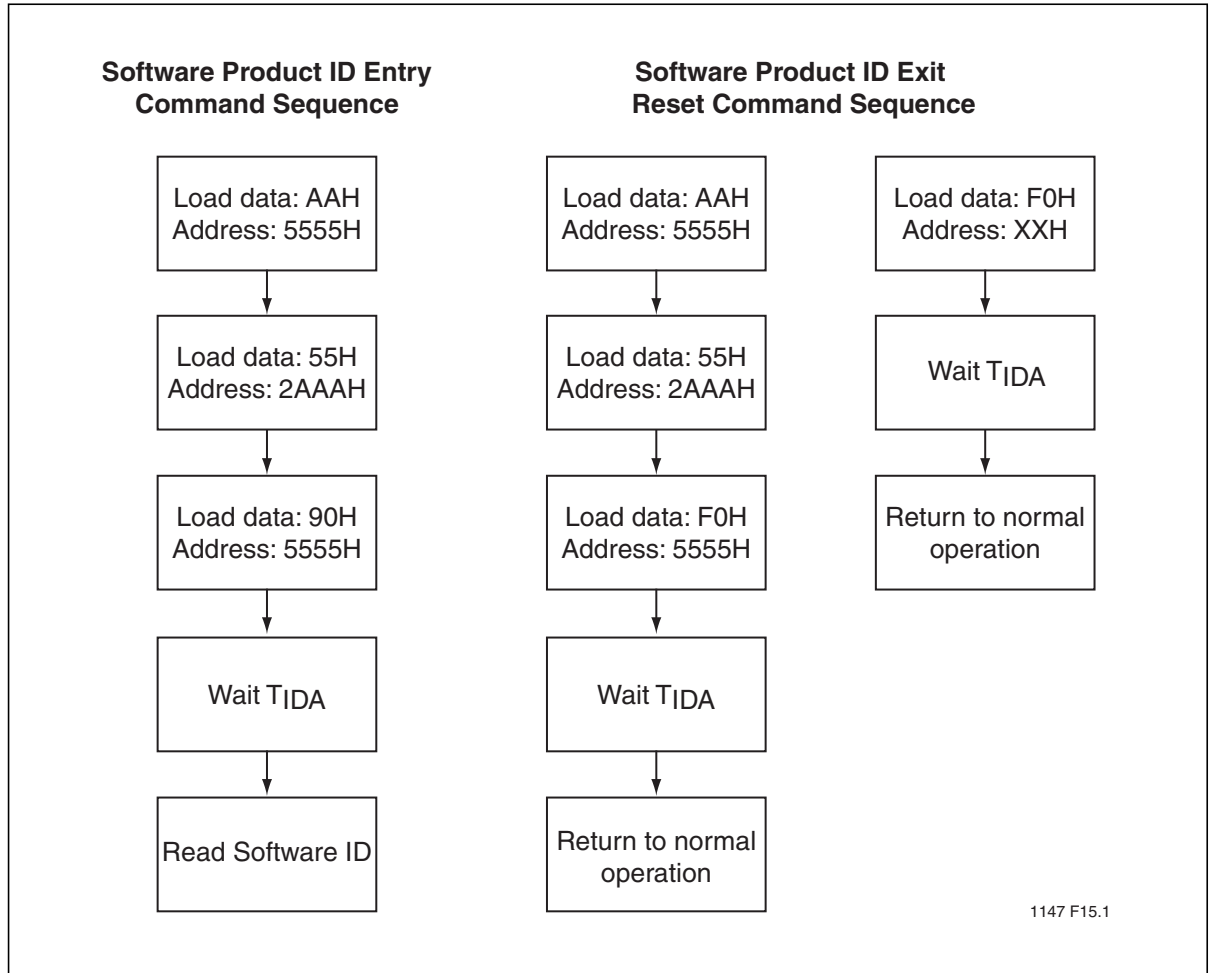 Software Product ID Entry
Command Sequence
Load data: AAH
Address: 5555H
Load data: 55H
Address: 2AAAH
Load data: 90H
Address: 5555H
Wait TIDA
Read Software ID
Software Product ID Exit
Reset Command Sequence
Load data: AAH
Address: 5555H
Load data: 55H
Address: 2AAAH
Load data: F0H
Address: 5555H
Wait TIDA
Return to normal
operation
Load data: F0H
Address: XXH
Wait TIDA
Return to normal
operation
1147 F15.1